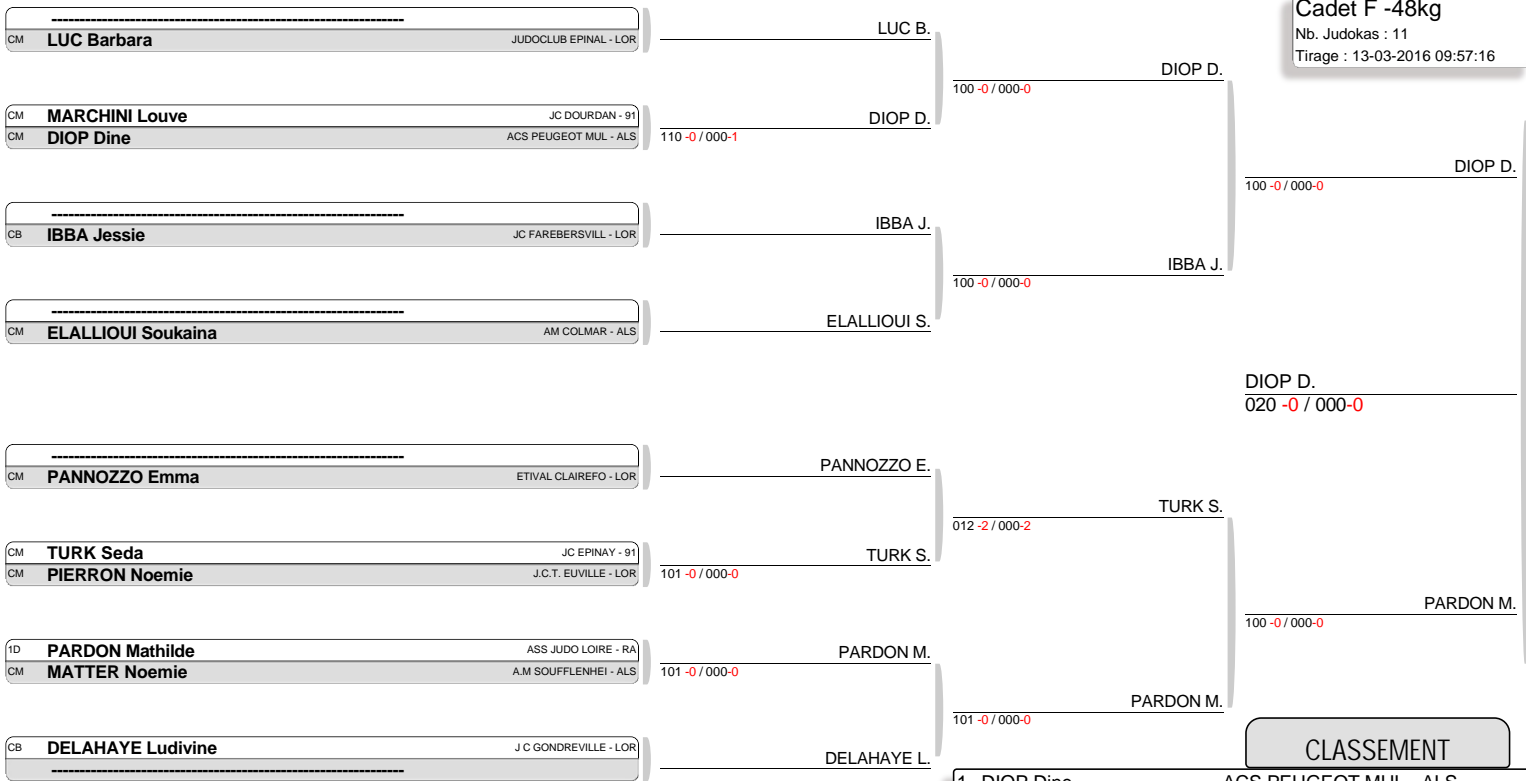 Cadet F -48kg
Nb. Judokas : 11
Tirage : 13-03-2016 09:57:16
------------------------------------------------------------------
CM LUC Barbara JUDOCLUB EPINAL - LOR
LUC B.
CM MARCHINI Louve JC DOURDAN - 91
CM DIOP Dine ACS PEUGEOT MUL - ALS
DIOP D.
110 -0 / 000-1
DIOP D.
100 -0 / 000-0
------------------------------------------------------------------
CB IBBA Jessie JC FAREBERSVILL - LOR
IBBA J.
------------------------------------------------------------------
CM ELALLIOUI Soukaina AM COLMAR - ALS
ELALLIOUI S.
IBBA J.
100 -0 / 000-0
DIOP D.
100 -0 / 000-0
DIOP D.
020 -0 / 000-0
------------------------------------------------------------------
CM PANNOZZO Emma ETIVAL CLAIREFO - LOR
PANNOZZO E.
CM TURK Seda JC EPINAY - 91
CM PIERRON Noemie J.C.T. EUVILLE - LOR
TURK S.
101 -0 / 000-0
TURK S.
012 -2 / 000-2
1D PARDON Mathilde ASS JUDO LOIRE - RA
CM MATTER Noemie A.M SOUFFLENHEI - ALS
PARDON M.
101 -0 / 000-0
CB DELAHAYE Ludivine J C GONDREVILLE - LOR
------------------------------------------------------------------
DELAHAYE L.
PARDON M.
101 -0 / 000-0
PARDON M.
100 -0 / 000-0
CLASSEMENT
1 DIOP Dine ACS PEUGEOT MUL - ALS